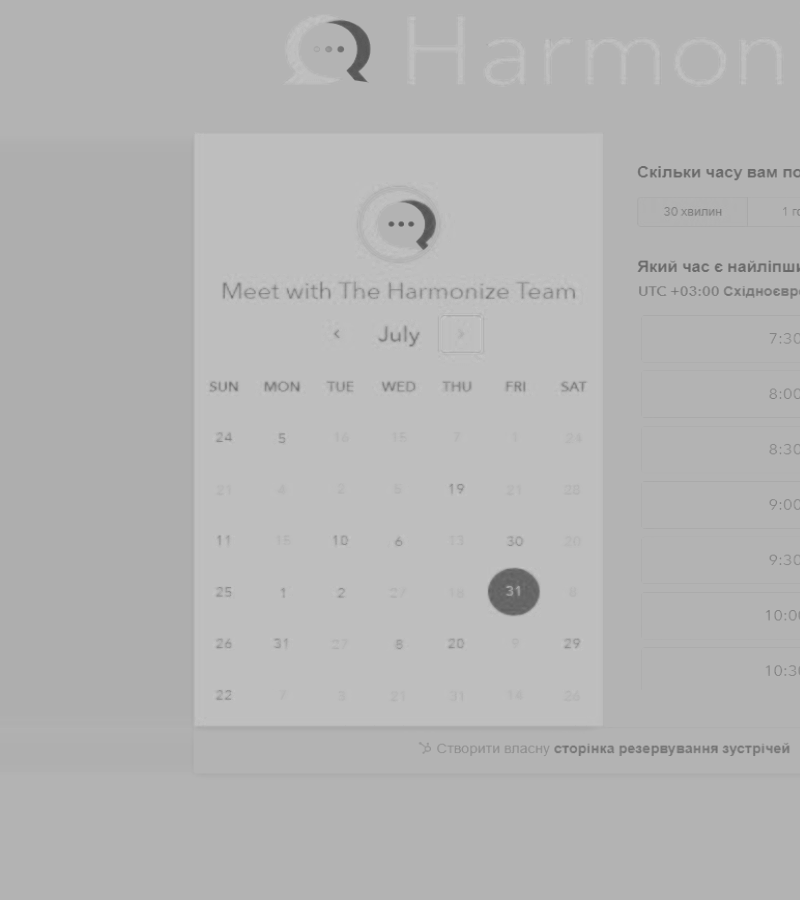 Harmon
Meet with The Harmonize Team
July
SUN MON TUE WED THU FRI SAT
24 5 16 15 7 1 24
21 4 2 5 19 21 28
11 18 10 6 13 30 20
25 1 2 27 16 31 8
26 31 27 8 20 9 29
22 7 5 21 31 14 26
Скільки часу вам по
30 хвилин 1 го
Який час є найліпши
UTC +03:00 Східноєвр
7:30
8:00
8:30
9:00
9:30
10:00
10:30
Створити власну сторінка резервування зустрічей